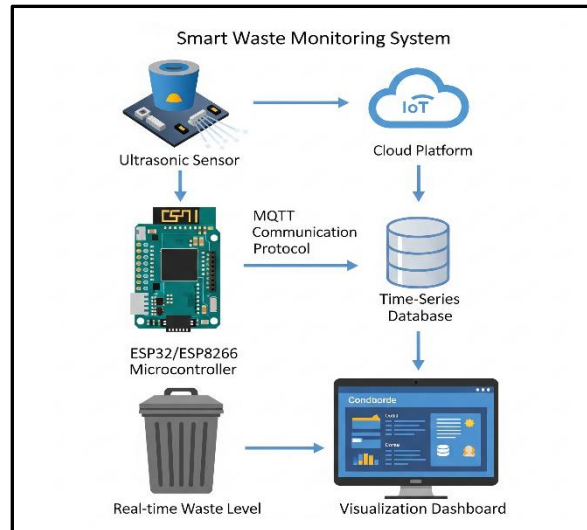 Smart Waste Monitoring System
IoT
Ultrasonic Sensor
Cloud Platform
MQTT
Communication
Protocol
ESP32/ESP8266
Microcontroller
Time-Series
Database
Condborde
Real-time Waste Level
Visualization Dashboard